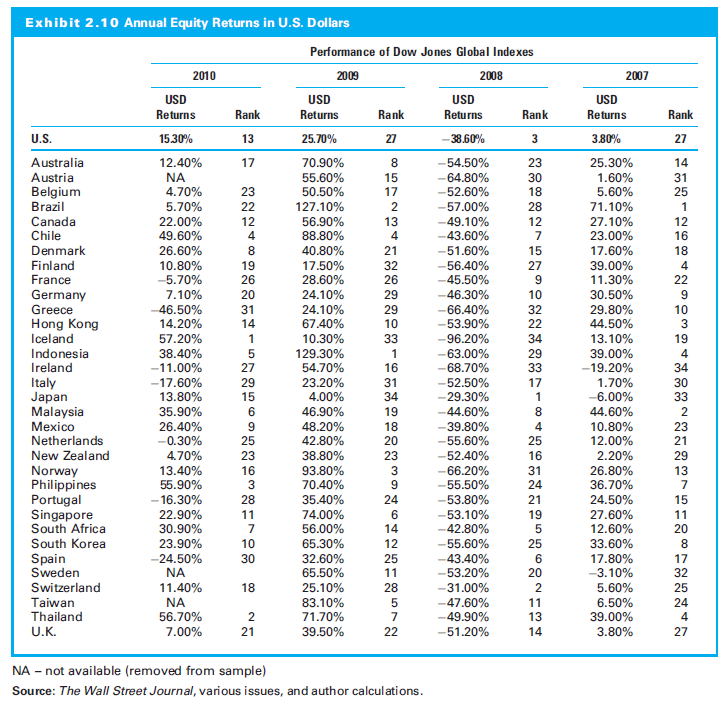 Exhibit 2.10 Annual Equity Returns in U.S. Dollars
Performance of Dow Jones Global Indexes
2010 2009 2008 2007
USD USD USD USD
Returns Rank Returns Rank Returns Rank Returns Rank
U.S. 15.30% 13 25.70% 27 −38.60% 3 3.80% 27
Australia 12.40% 17 70.90% 8 −54.50% 23 25.30% 14
Austria NA 55.60% 15 −64.80% 30 1.60% 31
Belgium 4.70% 23 50.50% 17 −52.60% 18 5.60% 25
Brazil 5.70% 22 127.10% 2 −57.00% 28 71.10% 1
Canada 22.00% 12 56.90% 13 −49.10% 12 27.10% 12
Chile 49.60% 4 88.80% 4 −43.60% 7 23.00% 16
Denmark 26.60% 8 40.80% 21 −51.60% 15 17.60% 18
Finland 10.80% 19 17.50% 32 −56.40% 27 39.00% 4
France −5.70% 26 28.60% 26 −45.50% 9 11.30% 22
Germany 7.10% 20 24.10% 29 −46.30% 10 30.50% 9
Greece −46.50% 31 24.10% 29 −66.40% 32 29.80% 10
Hong Kong 14.20% 14 67.40% 10 −53.90% 22 44.50% 3
Iceland 57.20% 1 10.30% 33 −96.20% 34 13.10% 19
Indonesia 38.40% 5 129.30% 1 −63.00% 29 39.00% 4
Ireland −11.00% 27 54.70% 16 −68.70% 33 −19.20% 34
Italy −17.60% 29 23.20% 31 −52.50% 17 1.70% 30
Japan 13.80% 15 4.00% 34 −29.30% 1 −6.00% 33
Malaysia 35.90% 6 46.90% 19 −44.60% 8 44.60% 2
Mexico 26.40% 9 48.20% 18 −39.80% 4 10.80% 23
Netherlands −0.30% 25 42.80% 20 −55.60% 25 12.00% 21
New Zealand 4.70% 23 38.80% 23 −52.40% 16 2.20% 29
Norway 13.40% 16 93.80% 3 −66.20% 31 26.80% 13
Philippines 55.90% 3 70.40% 9 −55.50% 24 36.70% 7
Portugal −16.30% 28 35.40% 24 −53.80% 21 24.50% 15
Singapore 22.90% 11 74.00% 6 −53.10% 19 27.60% 11
South Africa 30.90% 7 56.00% 14 −42.80% 5 12.60% 20
South Korea 23.90% 10 65.30% 12 −55.60% 25 33.60% 8
Spain −24.50% 30 32.60% 25 −43.40% 6 17.80% 17
Sweden NA 65.50% 11 −53.20% 20 −3.10% 32
Switzerland 11.40% 18 25.10% 28 −31.00% 2 5.60% 25
Taiwan NA 83.10% 5 −47.60% 11 6.50% 24
Thailand 56.70% 2 71.70% 7 −49.90% 13 39.00% 4
U.K. 7.00% 21 39.50% 22 −51.20% 14 3.80% 27
NA – not available (removed from sample)
Source: The Wall Street Journal, various issues, and author calculations.